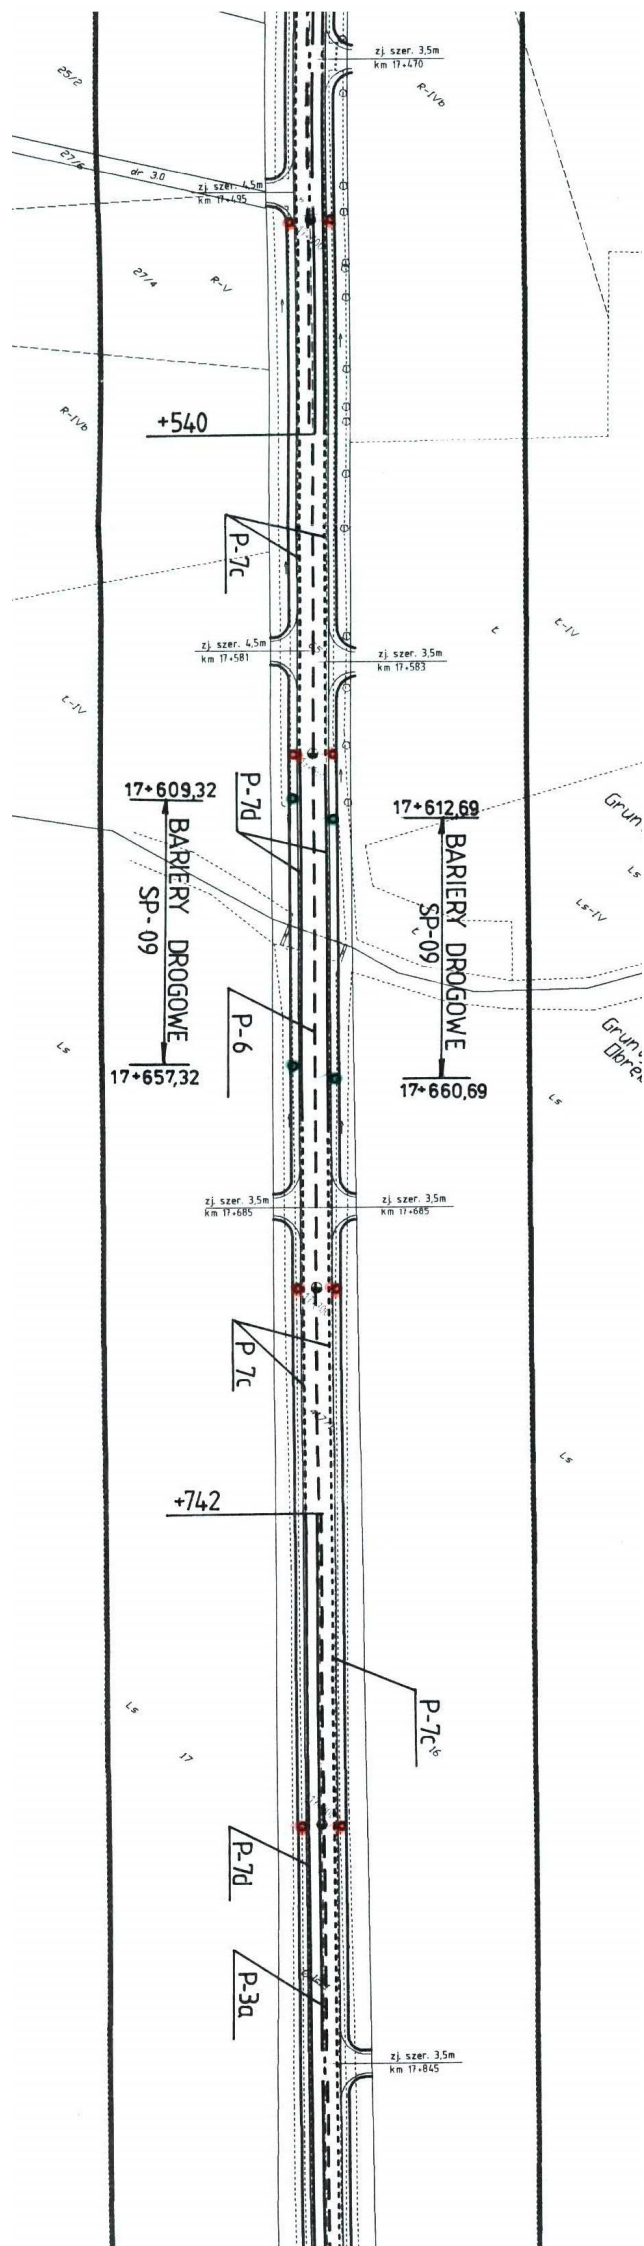 zj. szer. 3,5m
km 17+470
25/2
R-IVb
27/6
dr 3.0
zj. szer. 4,5m
km 17+495
27/4
R-V
R-IVb
+540
P-7c
zj. szer. 4,5m
km 17+581
zj. szer. 3,5m
km 17+583
Ł
Ł-IV
Ł-IV
17+609,32
BARIERY DROGOWE
SP-09
17+657,32
P-7d
17+612,69
BARIERY DROGOWE
SP-09
17+660,69
Ls
Ls-IV
P-6
Ls
Ls
zj. szer. 3,5m
km 17+685
zj. szer. 3,5m
km 17+685
P 7c
Ls
+742
P-7c
16
Ls
17
P-7d
P-3a
zj. szer. 3,5m
km 17+845